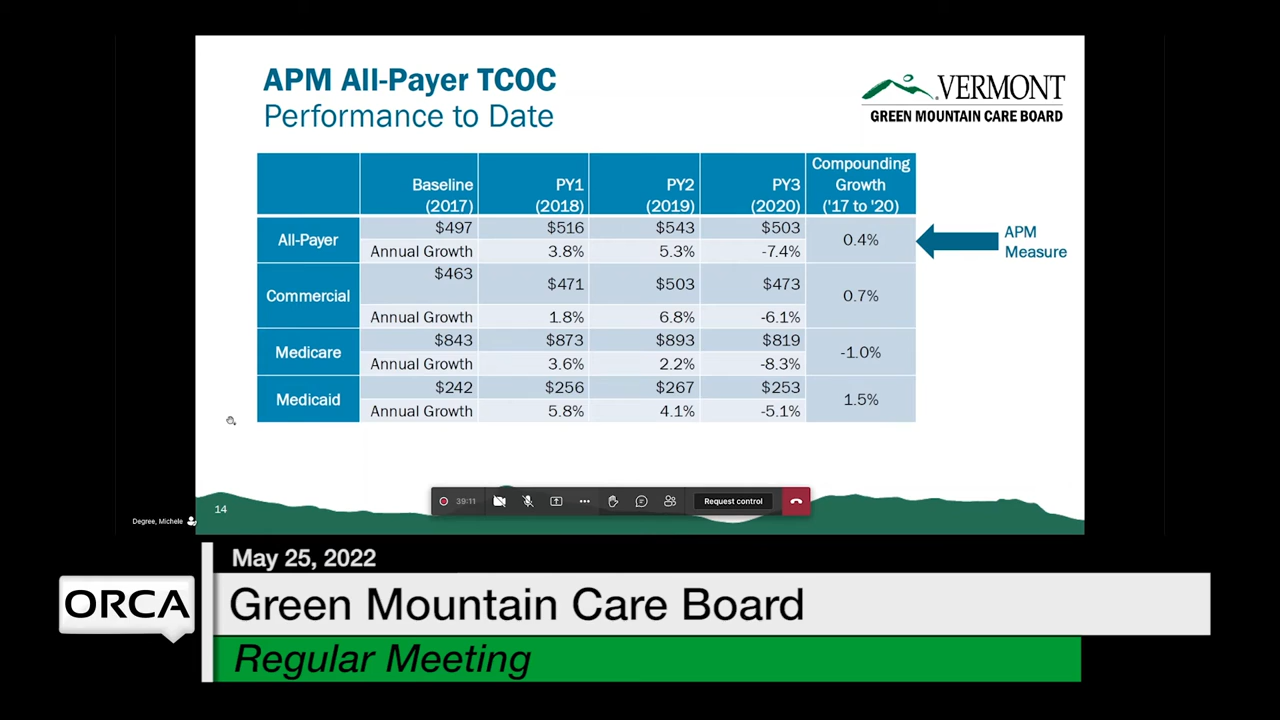 APM All-Payer TCOC
Performance to Date
VERMONT
GREEN MOUNTAIN CARE BOARD
Baseline (2017) PY1 (2018) PY2 (2019) PY3 (2020) Compounding Growth ('17 to '20)
All-Payer $497 $516 $543 $503 0.4%
Annual Growth 3.8% 5.3% -7.4%
APM
Measure
Commercial $463 $471 $503 $473 0.7%
Annual Growth 1.8% 6.8% -6.1%
Medicare $843 $873 $893 $819 -1.0%
Annual Growth 3.6% 2.2% -8.3%
Medicaid $242 $256 $267 $253 1.5%
Annual Growth 5.8% 4.1% -5.1%
39:11 Request control
14
Degree, Michele
May 25, 2022
ORCA
Green Mountain Care Board
Regular Meeting